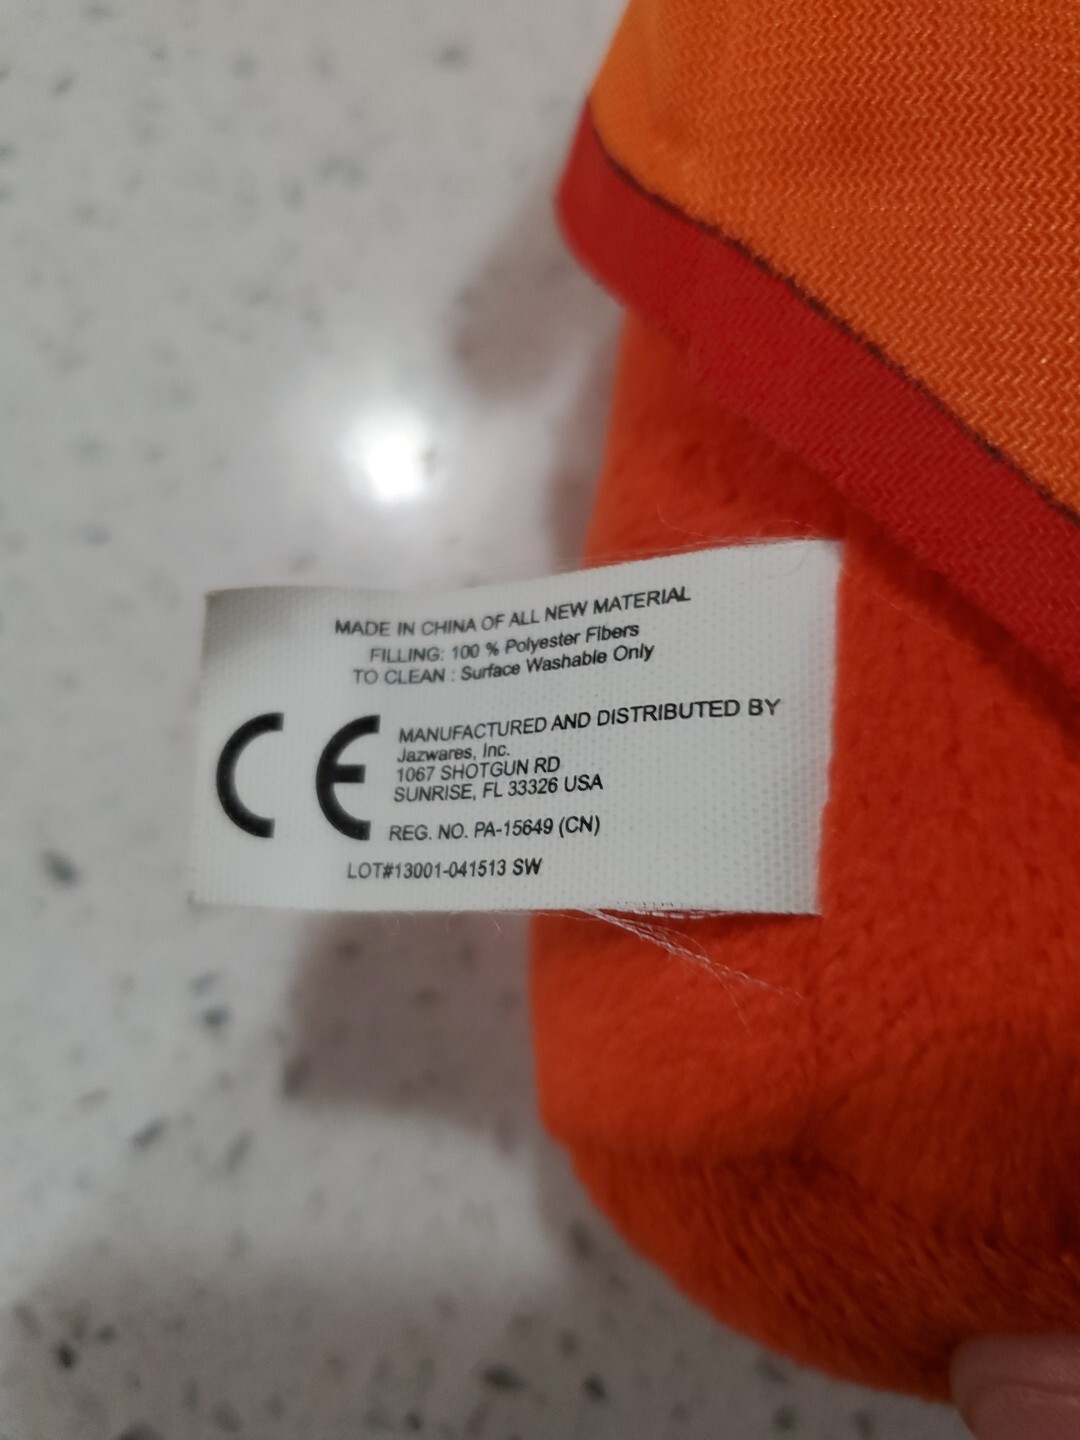 MADE IN CHINA OF ALL NEW MATERIAL
FILLING: 100 % Polyester Fibers
TO CLEAN : Surface Washable Only
CE
MANUFACTURED AND DISTRIBUTED BY
Jazwares, Inc.
1067 SHOTGUN RD
SUNRISE, FL 33326 USA
REG. NO. PA-15649 (CN)
LOT#13001-041513 SW